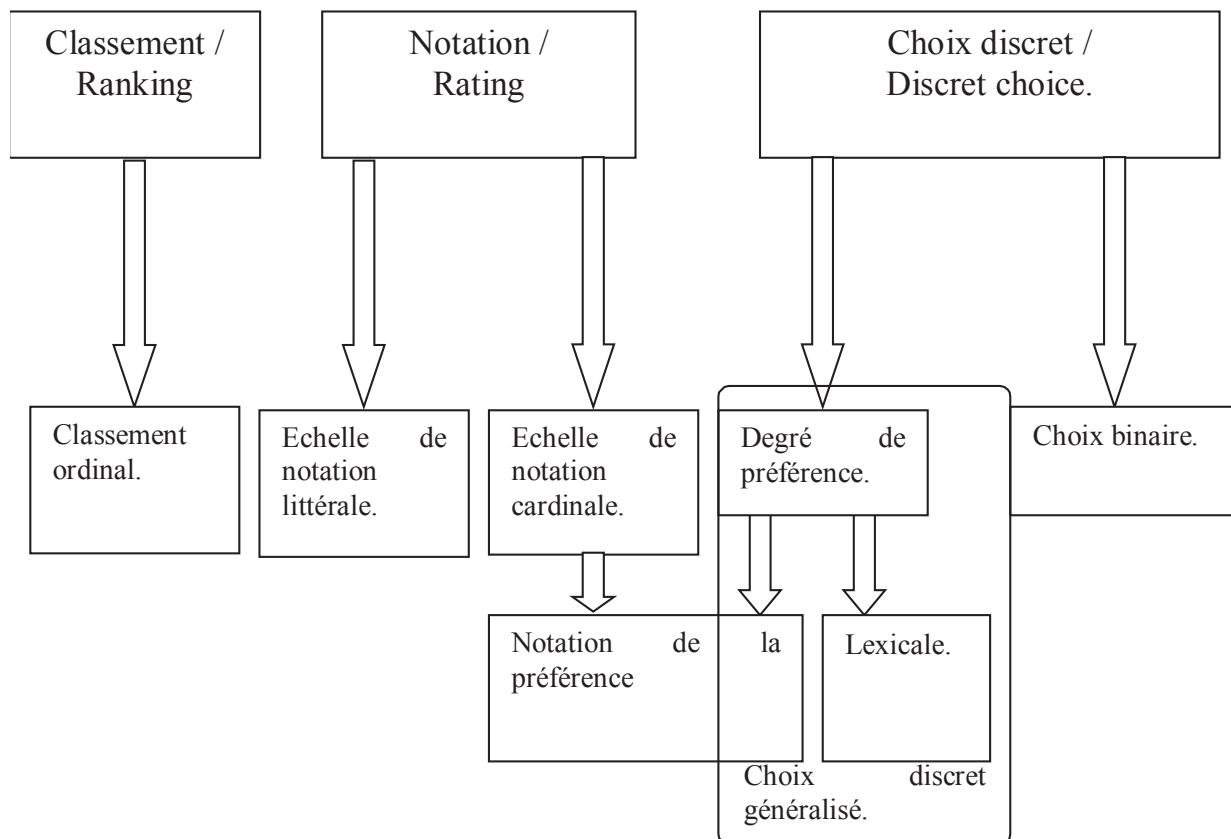 Classement /
Ranking
Notation /
Rating
Choix discret /
Discret choice.
Classement
ordinal.
Echelle de
notation
littérale.
Echelle de
notation
cardinale.
Degré de
préférence.
Choix binaire.
Notation de la
préférence
Lexicale.
Choix discret
généralisé.